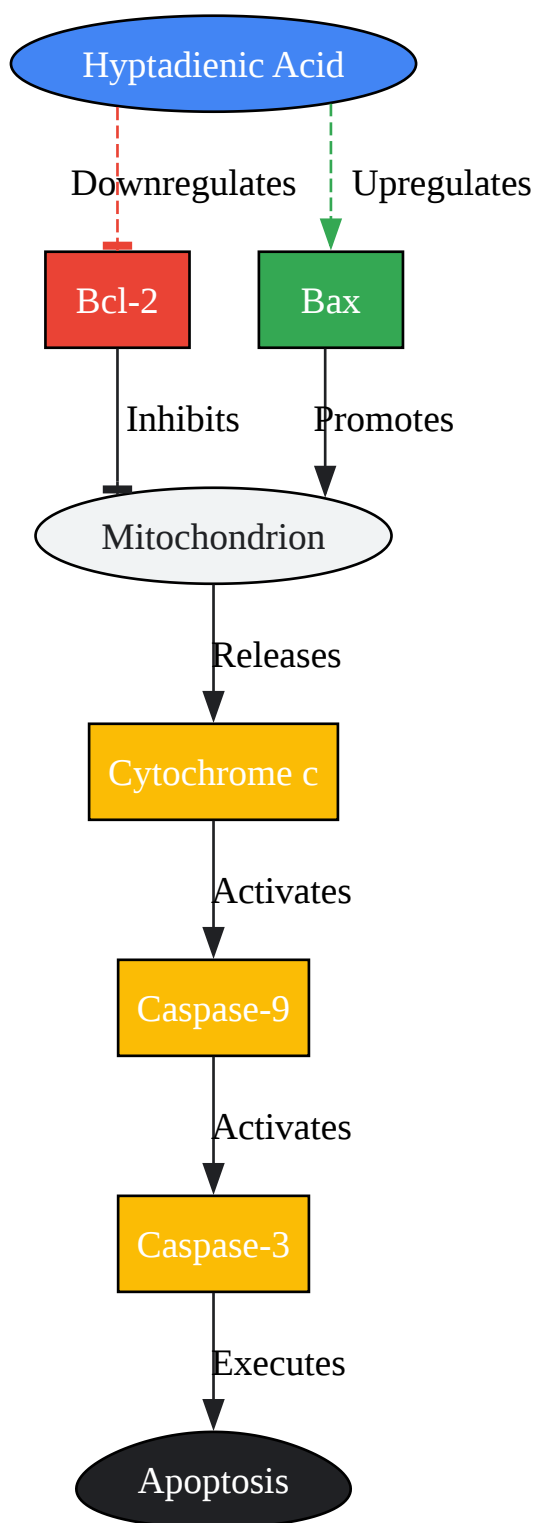 Hyptadienic Acid
Downregulates
Upregulates
Bcl-2
Bax
Inhibits
Promotes
Mitochondrion
Releases
Cytochrome c
Activates
Caspase-9
Activates
Caspase-3
Executes
Apoptosis